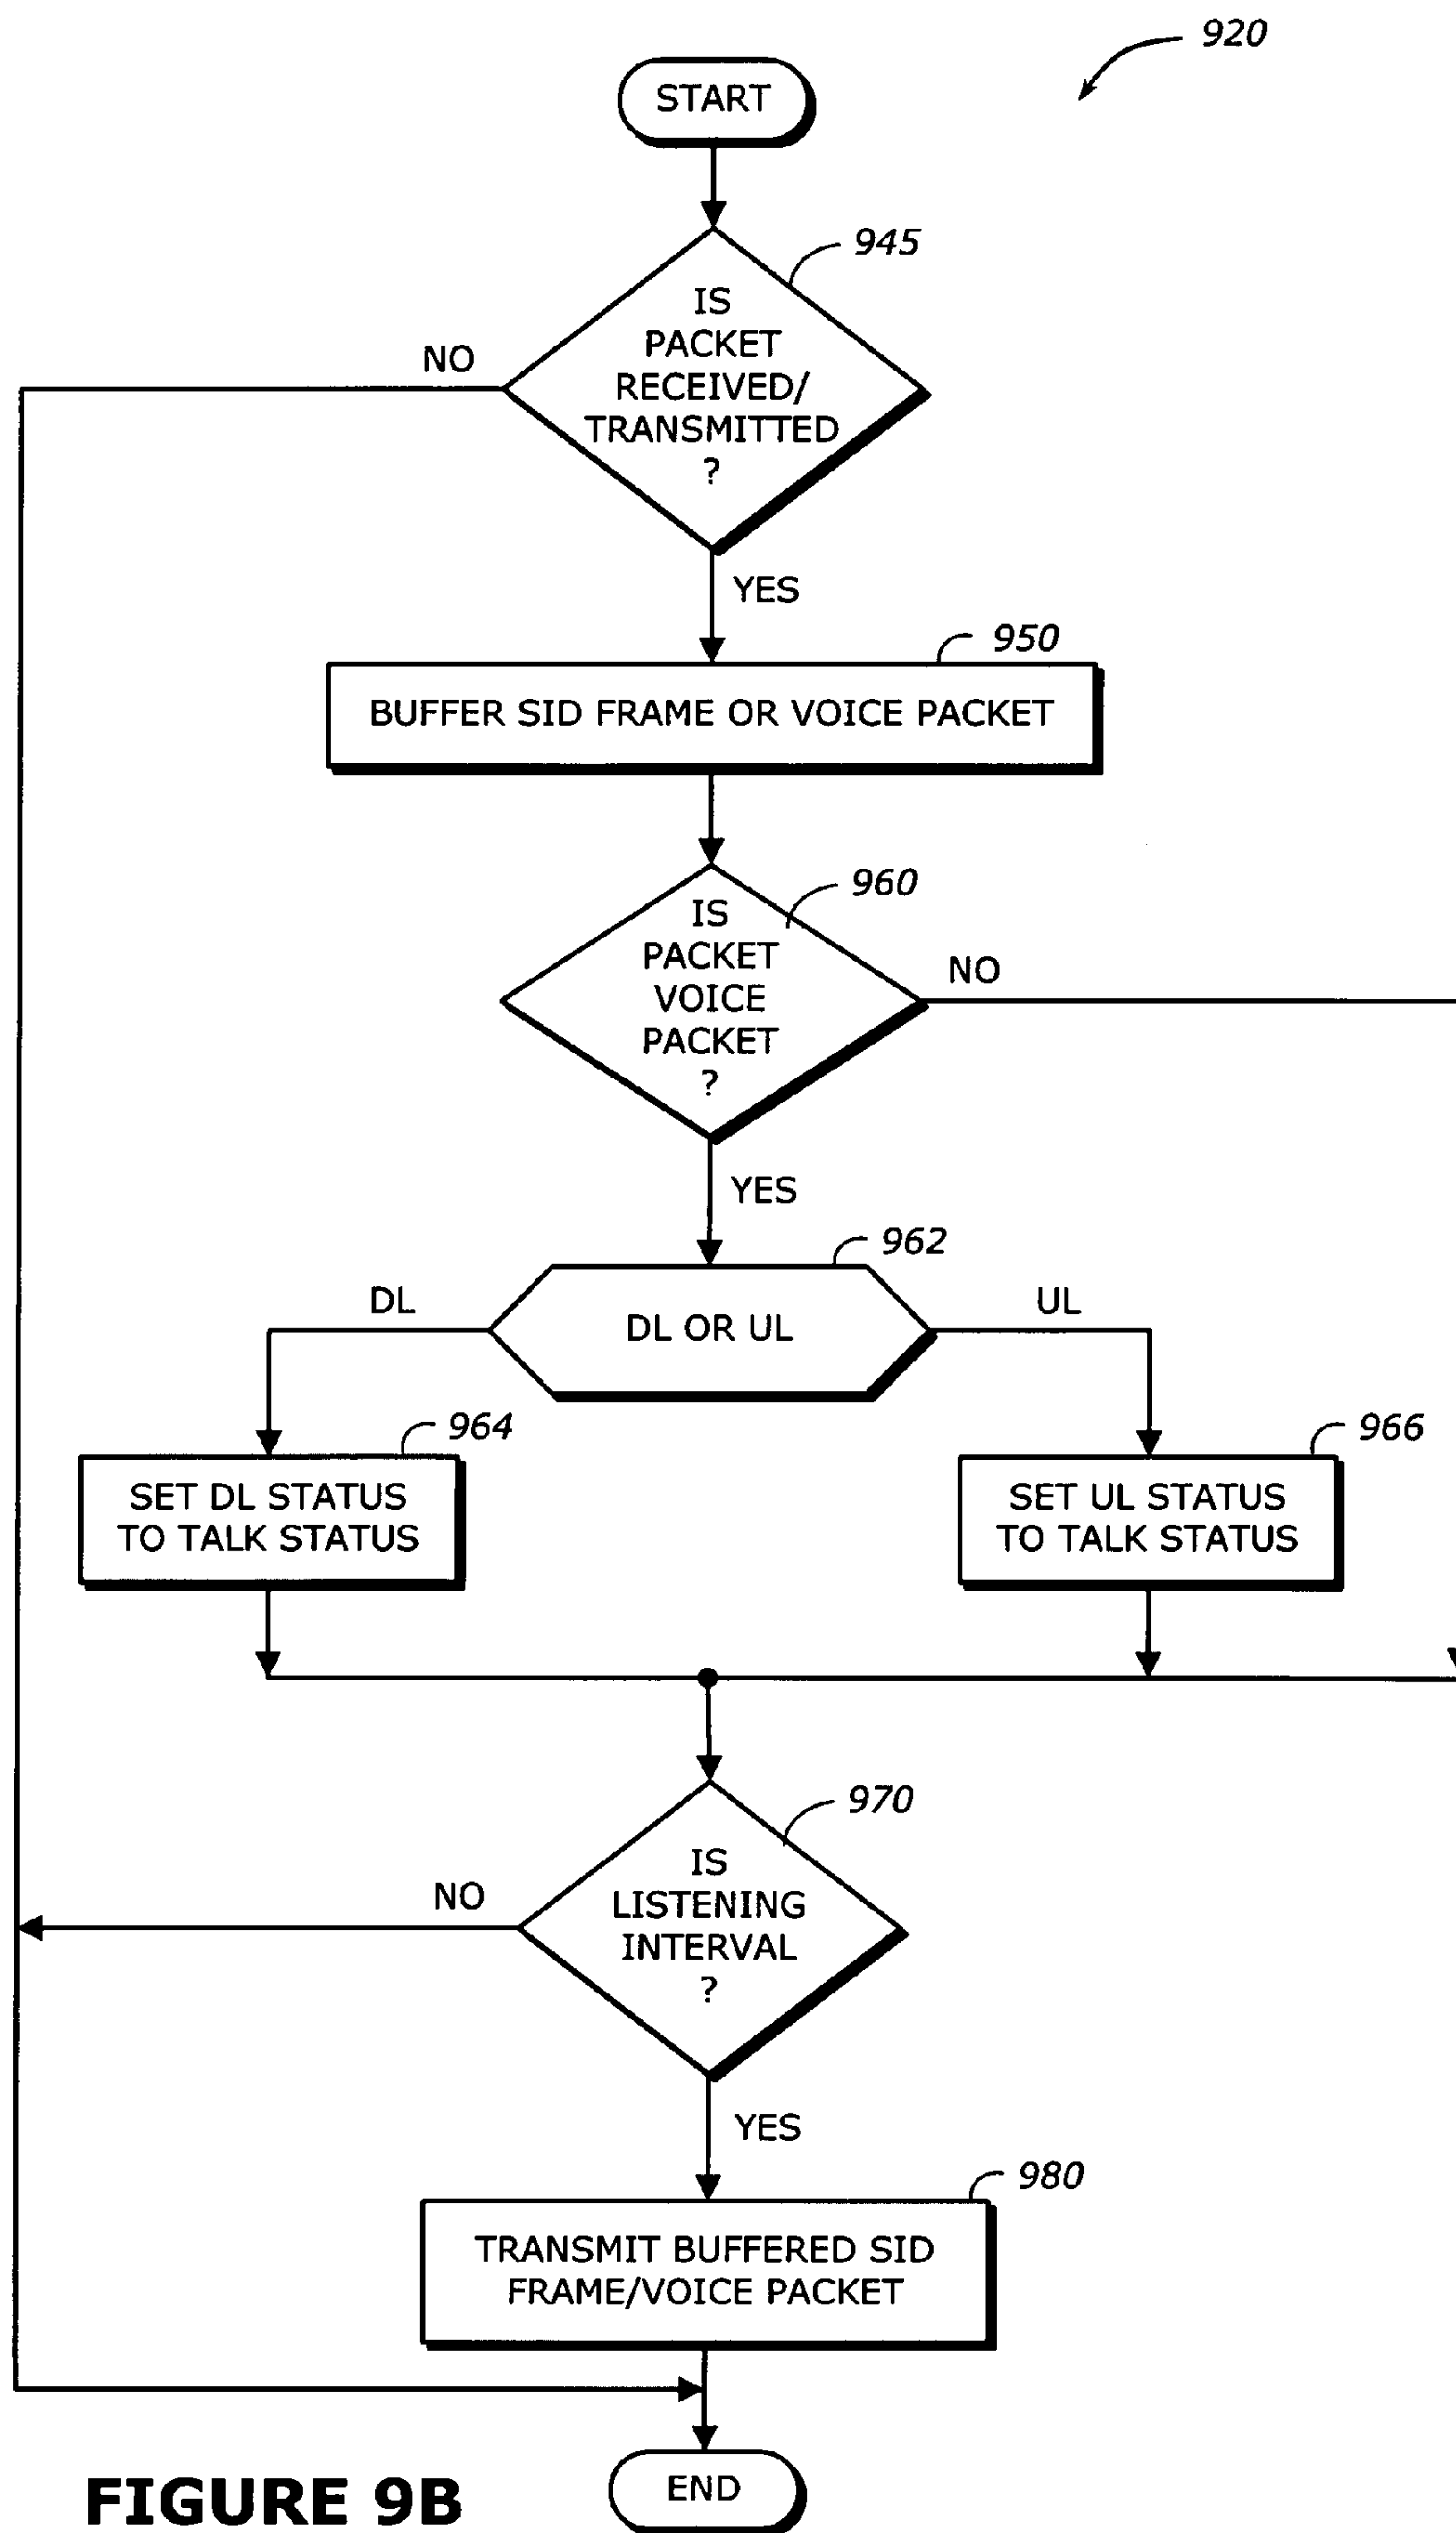 920
START
945
IS
PACKET
RECEIVED/
TRANSMITTED
?
NO
YES
950
BUFFER SID FRAME OR VOICE PACKET
960
IS
PACKET
VOICE
PACKET
?
NO
YES
962
DL
DL OR UL
UL
964
SET DL STATUS
TO TALK STATUS
966
SET UL STATUS
TO TALK STATUS
970
IS
LISTENING
INTERVAL
?
NO
YES
980
TRANSMIT BUFFERED SID
FRAME/VOICE PACKET
END
FIGURE 9B